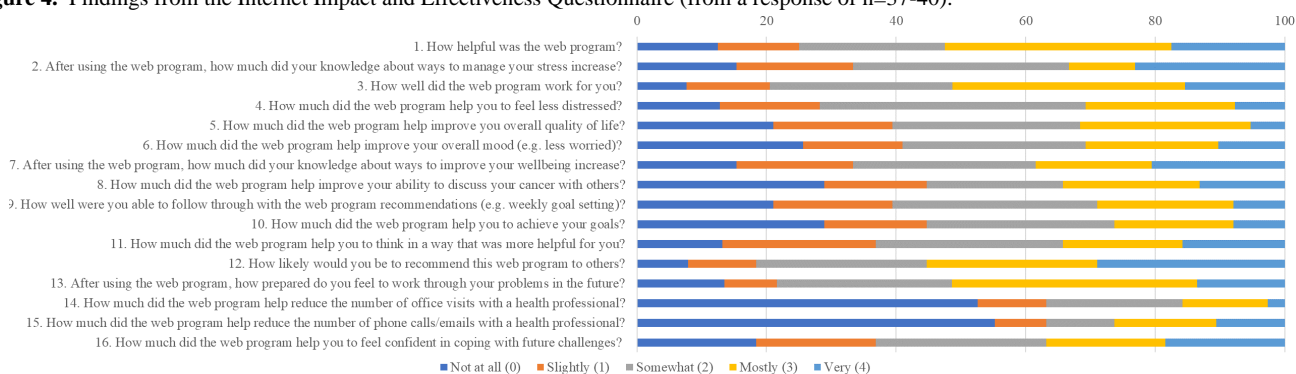 Figure 4. Findings from the Internet Impact and Effectiveness Questionnaire (from a response of n=37-40).
0 20 40 60 80 100
1. How helpful was the web program?
2. After using the web program, how much did your knowledge about ways to manage your stress increase?
3. How well did the web program work for you?
4. How much did the web program help you to feel less distressed?
5. How much did the web program help improve you overall quality of life?
6. How much did the web program help improve your overall mood (e.g. less worried)?
7. After using the web program, how much did your knowledge about ways to improve your wellbeing increase?
8. How much did the web program help improve your ability to discuss your cancer with others?
9. How well were you able to follow through with the web program recommendations (e.g. weekly goal setting)?
10. How much did the web program help you to achieve your goals?
11. How much did the web program help you to think in a way that was more helpful for you?
12. How likely would you be to recommend this web program to others?
13. After using the web program, how prepared do you feel to work through your problems in the future?
14. How much did the web program help reduce the number of office visits with a health professional?
15. How much did the web program help reduce the number of phone calls/emails with a health professional?
16. How much did the web program help you to feel confident in coping with future challenges?
Not at all (0) Slightly (1) Somewhat (2) Mostly (3) Very (4)